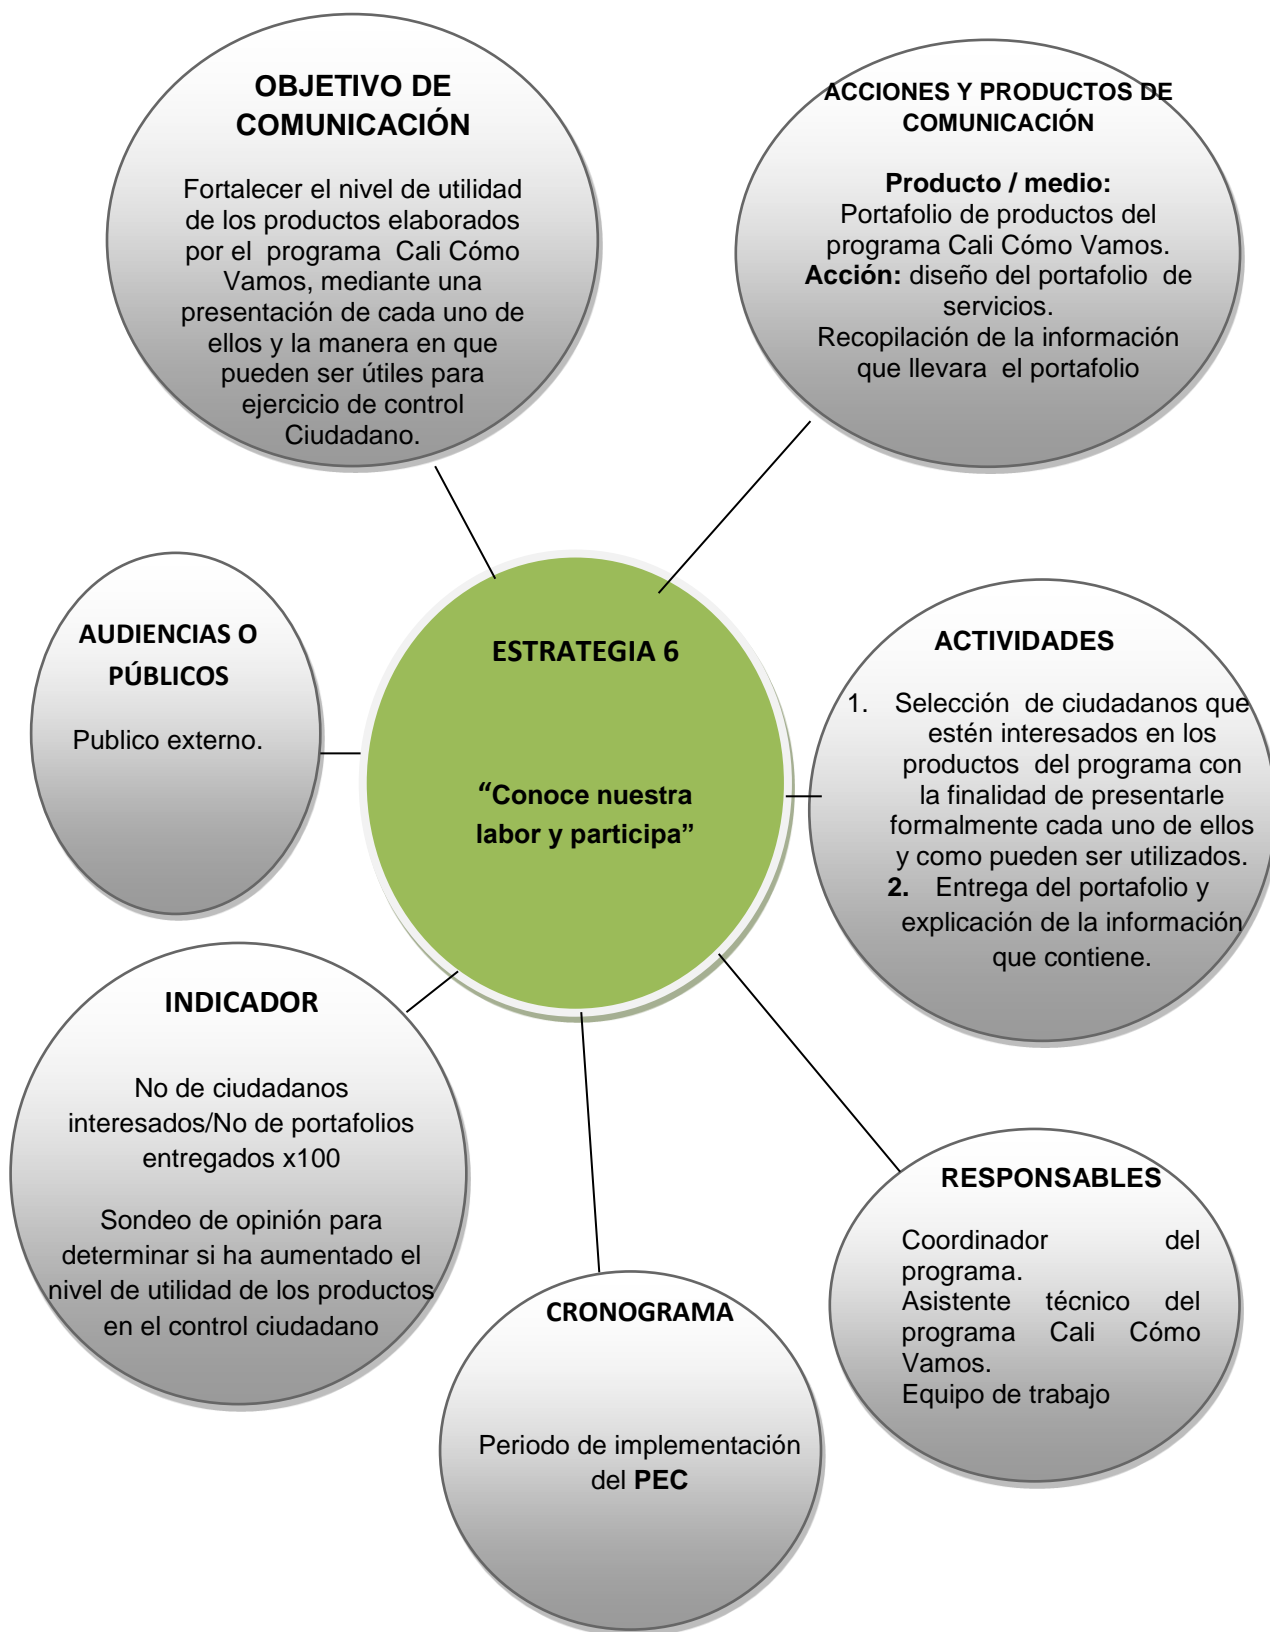 OBJETIVO DE
COMUNICACIÓN
Fortalecer el nivel de utilidad
de los productos elaborados
por el programa Cali Cómo
Vamos, mediante una
presentación de cada uno de
ellos y la manera en que
pueden ser útiles para
ejercicio de control
Ciudadano.
ACCIONES Y PRODUCTOS DE
COMUNICACIÓN
Producto / medio:
Portafolio de productos del
programa Cali Cómo Vamos.
Acción: diseño del portafolio de
servicios.
Recopilación de la información
que llevara el portafolio
AUDIENCIAS O
PÚBLICOS
Publico externo.
ESTRATEGIA 6
“Conoce nuestra
labor y participa”
ACTIVIDADES
1. Selección de ciudadanos que
estén interesados en los
productos del programa con
la finalidad de presentarle
formalmente cada uno de ellos
y como pueden ser utilizados.
2. Entrega del portafolio y
explicación de la información
que contiene.
INDICADOR
No de ciudadanos
interesados/No de portafolios
entregados x100
Sondeo de opinión para
determinar si ha aumentado el
nivel de utilidad de los productos
en el control ciudadano
RESPONSABLES
Coordinador del
programa.
Asistente técnico del
programa Cali Cómo
Vamos.
Equipo de trabajo
CRONOGRAMA
Periodo de implementación
del PEC